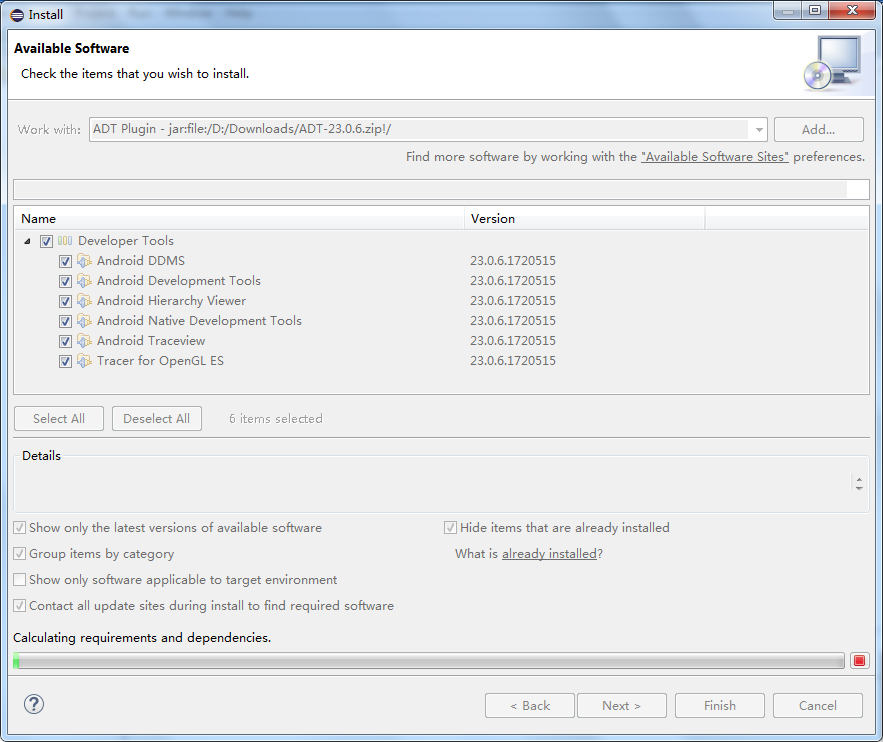 Install
Available Software
Check the items that you wish to install.
Work with: ADT Plugin - jar:file:/D:/Downloads/ADT-23.0.6.zip!/ Add...
Find more software by working with the "Available Software Sites" preferences.
Name Version
Developer Tools
Android DDMS 23.0.6.1720515
Android Development Tools 23.0.6.1720515
Android Hierarchy Viewer 23.0.6.1720515
Android Native Development Tools 23.0.6.1720515
Android Traceview 23.0.6.1720515
Tracer for OpenGL ES 23.0.6.1720515
Select All Deselect All 6 items selected
Details
Show only the latest versions of available software Hide items that are already installed
Group items by category What is already installed?
Show only software applicable to target environment
Contact all update sites during install to find required software
Calculating requirements and dependencies.
? < Back Next > Finish Cancel